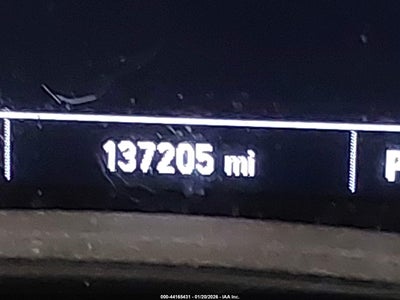 137205 mi
P
000-44165431 - 01/20/2026 - IAA Inc.